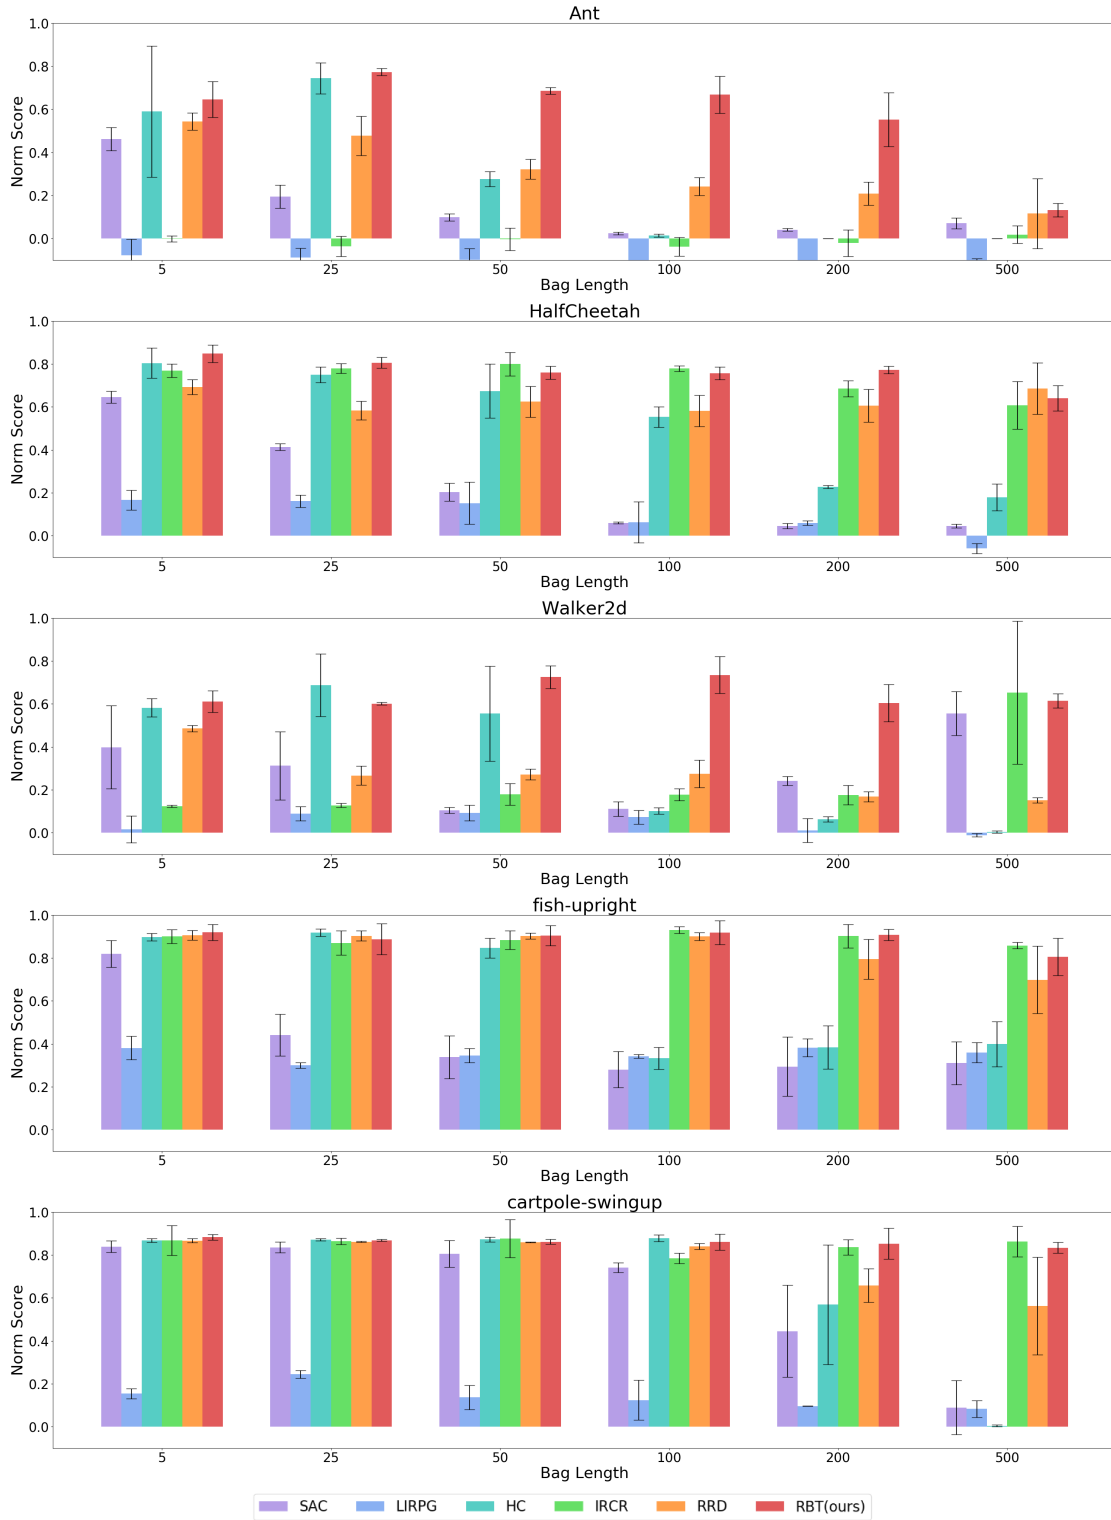 Ant
1.0
0.8
0.6
0.4
0.2
0.0
Norm Score
5 25 50 100 200 500
Bag Length
HalfCheetah
1.0
0.8
0.6
0.4
0.2
0.0
Norm Score
5 25 50 100 200 500
Bag Length
Walker2d
1.0
0.8
0.6
0.4
0.2
0.0
Norm Score
5 25 50 100 200 500
Bag Length
fish-upright
1.0
0.8
0.6
0.4
0.2
0.0
Norm Score
5 25 50 100 200 500
Bag Length
cartpole-swingup
1.0
0.8
0.6
0.4
0.2
0.0
Norm Score
5 25 50 100 200 500
Bag Length
SAC LIRPG HC IRCR RRD RBT(ours)